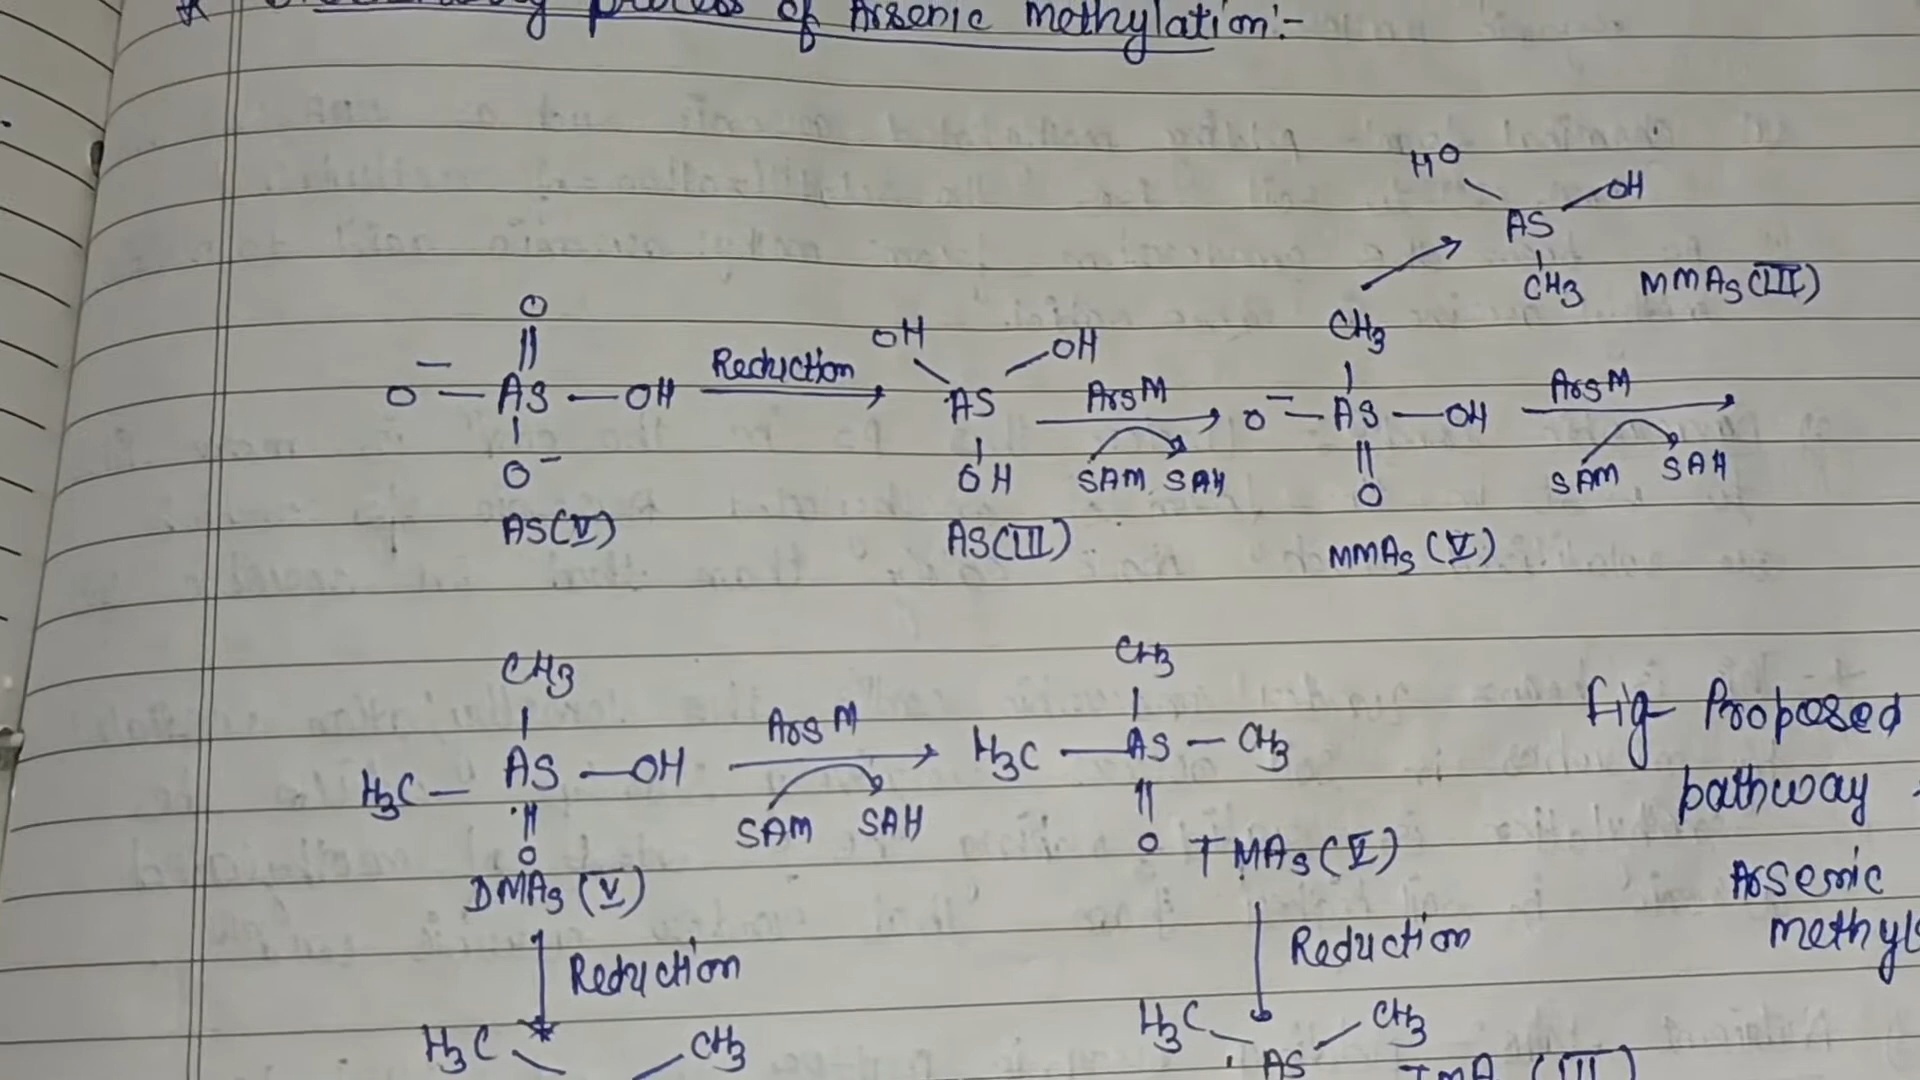 process of Arsenic Methylation:-
HO OH
AS
CH3 MMAs(III)
O
O⁻ — AS — OH Reduction
O⁻
AS(V)
OH OH
AS
OH
AS(III)
ArsM
SAM SAH
CH3
O⁻ — AS — OH
O
MMAs (V)
ArsM
SAM SAH
CH3
H3C — AS — OH
O
DMAs (V)
ArsM
SAM SAH
CH3
H3C — AS — CH3
O TMAs (V)
Fig Proposed
pathway
Arsenic
Reduction
H3C CH3
Reduction
H3C CH3
AS
(III)